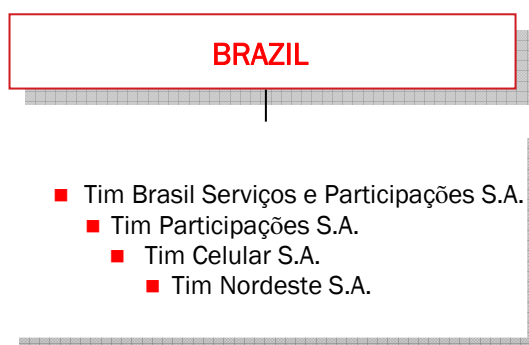 BRAZIL
Tim Brasil Serviços e Participações S.A.
Tim Participações S.A.
Tim Celular S.A.
Tim Nordeste S.A.